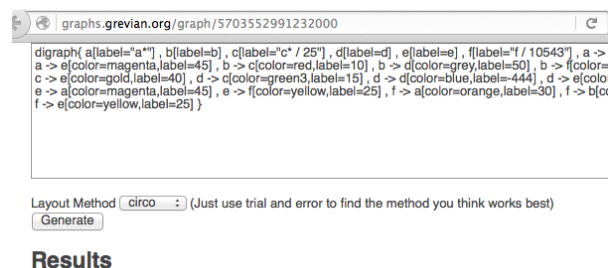 graphs.grevian.org/graph/5703552991232000
digraph{ a[label="a*"] , b[label=b] , c[label="c* / 25"] , d[label=d] , e[label=e] , f[label="f / 10543"] , a ->
a -> e[color=magenta,label=45] , b -> c[color=red,label=10] , b -> d[color=grey,label=50] , b -> f[color=
c -> e[color=gold,label=40] , d -> c[color=green3,label=15] , d -> d[color=blue,label=-444] , d -> e[colo
e -> a[color=magenta,label=45] , e -> f[color=yellow,label=25] , f -> a[color=orange,label=30] , f -> b[co
f -> e[color=yellow,label=25] }
Layout Method circo (Just use trial and error to find the method you think works best)
Generate
Results